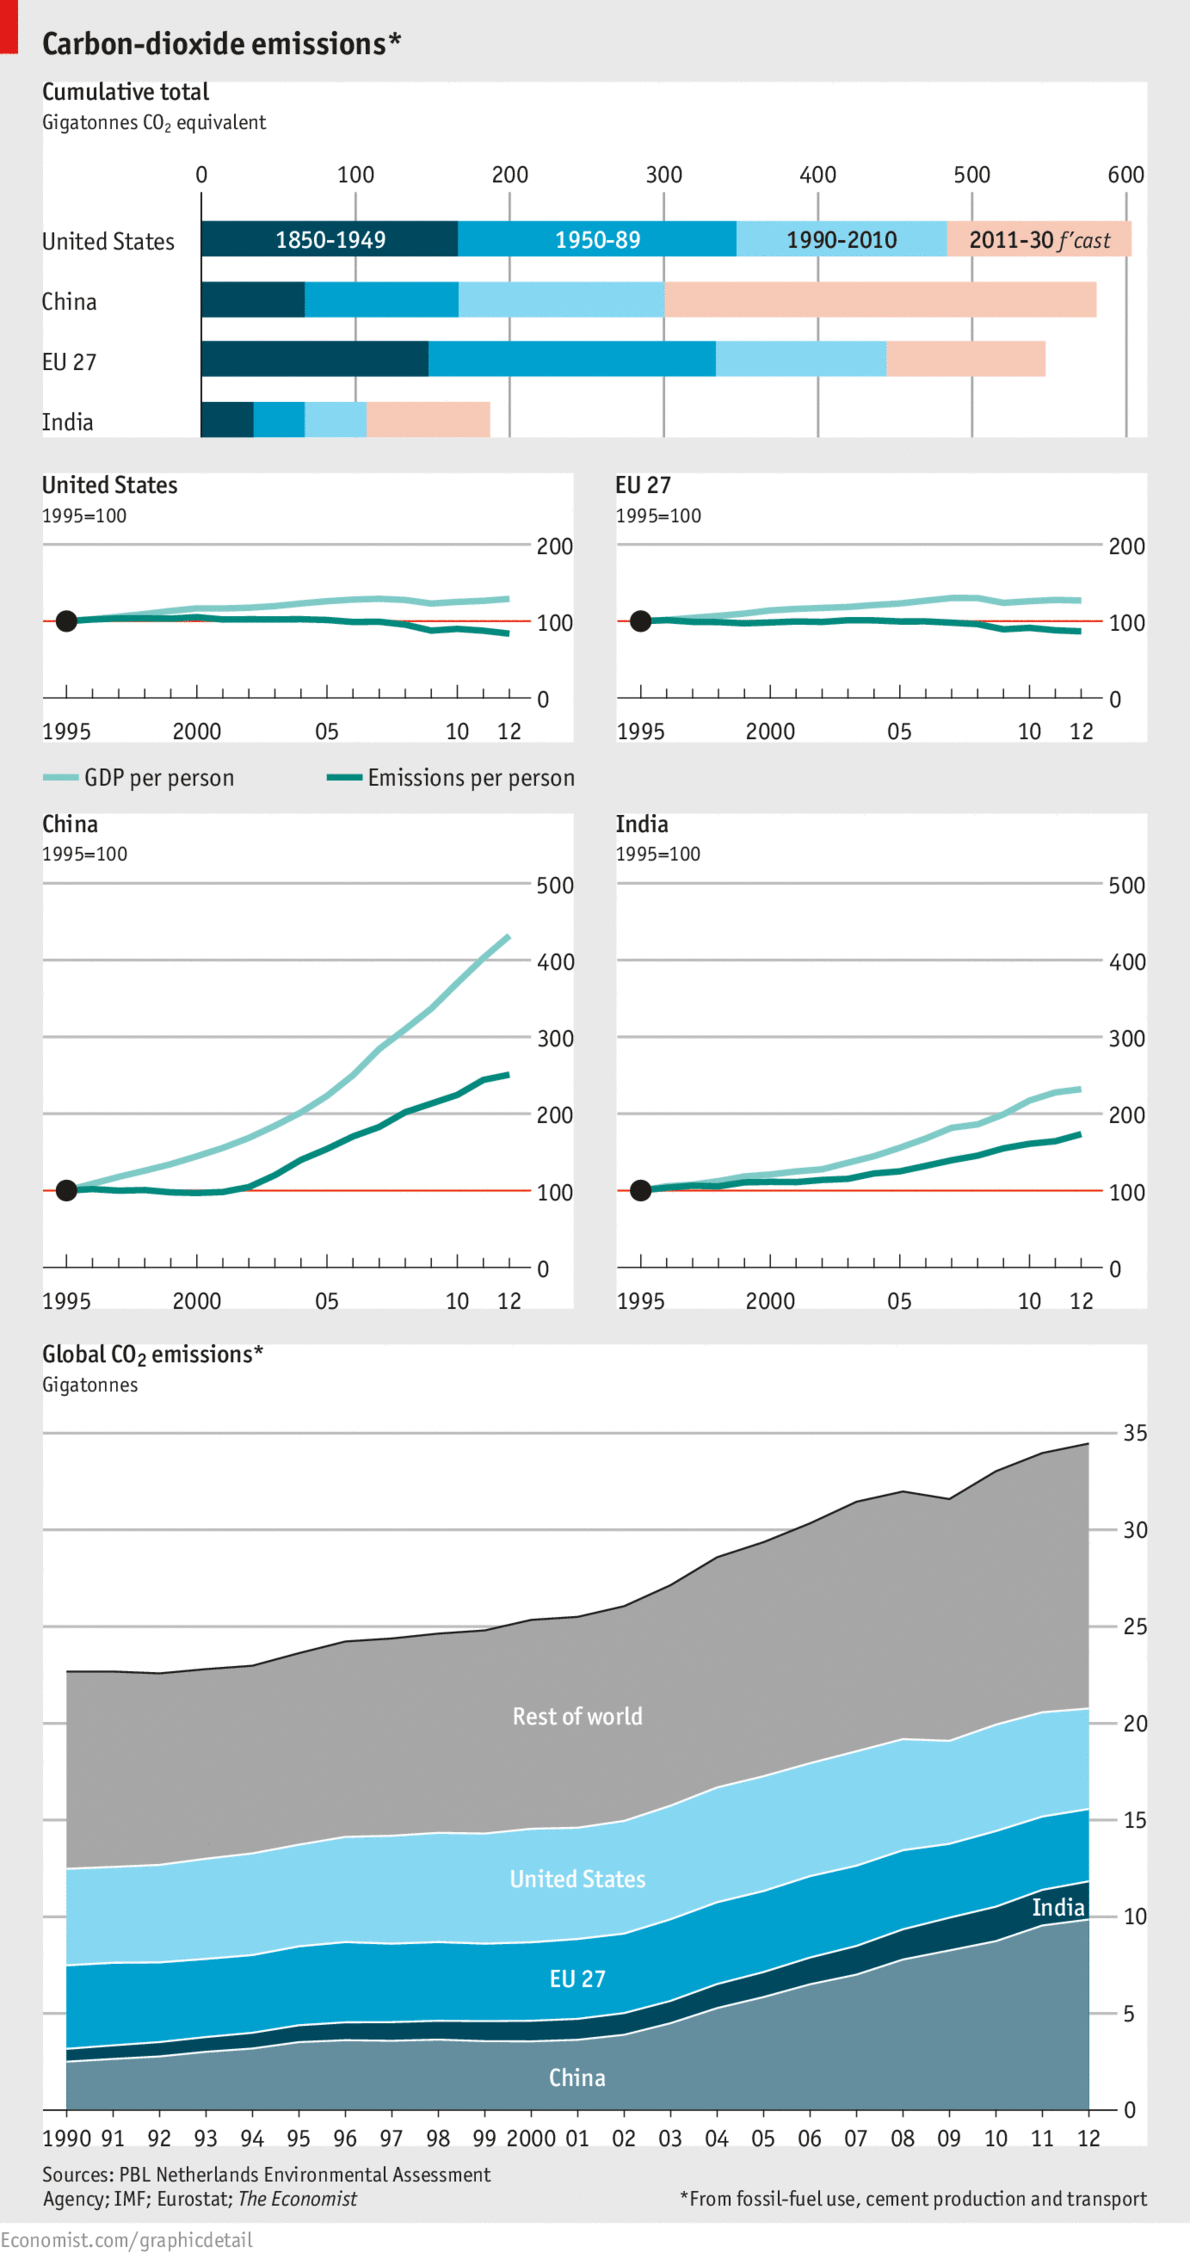 Carbon-dioxide emissions*
Cumulative total
Gigatonnes CO₂ equivalent
0 100 200 300 400 500 600
United States 1850-1949 1950-89 1990-2010 2011-30 f'cast
China
EU 27
India
United States
1995=100
200
100
0
1995 2000 05 10 12
EU 27
1995=100
200
100
0
1995 2000 05 10 12
GDP per person Emissions per person
China
1995=100
500
400
300
200
100
0
1995 2000 05 10 12
India
1995=100
500
400
300
200
100
0
1995 2000 05 10 12
Global CO₂ emissions*
Gigatonnes
35
30
25
Rest of world
20
15
United States
10
India
EU 27
5
China
0
1990 91 92 93 94 95 96 97 98 99 2000 01 02 03 04 05 06 07 08 09 10 11 12
Sources: PBL Netherlands Environmental Assessment
Agency; IMF; Eurostat; The Economist
*From fossil-fuel use, cement production and transport
Economist.com/graphicdetail